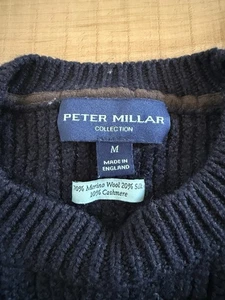 PETER MILLAR
COLLECTION
M
MADE IN
ENGLAND
70% Merino Wool 20% Silk
10% Cashmere